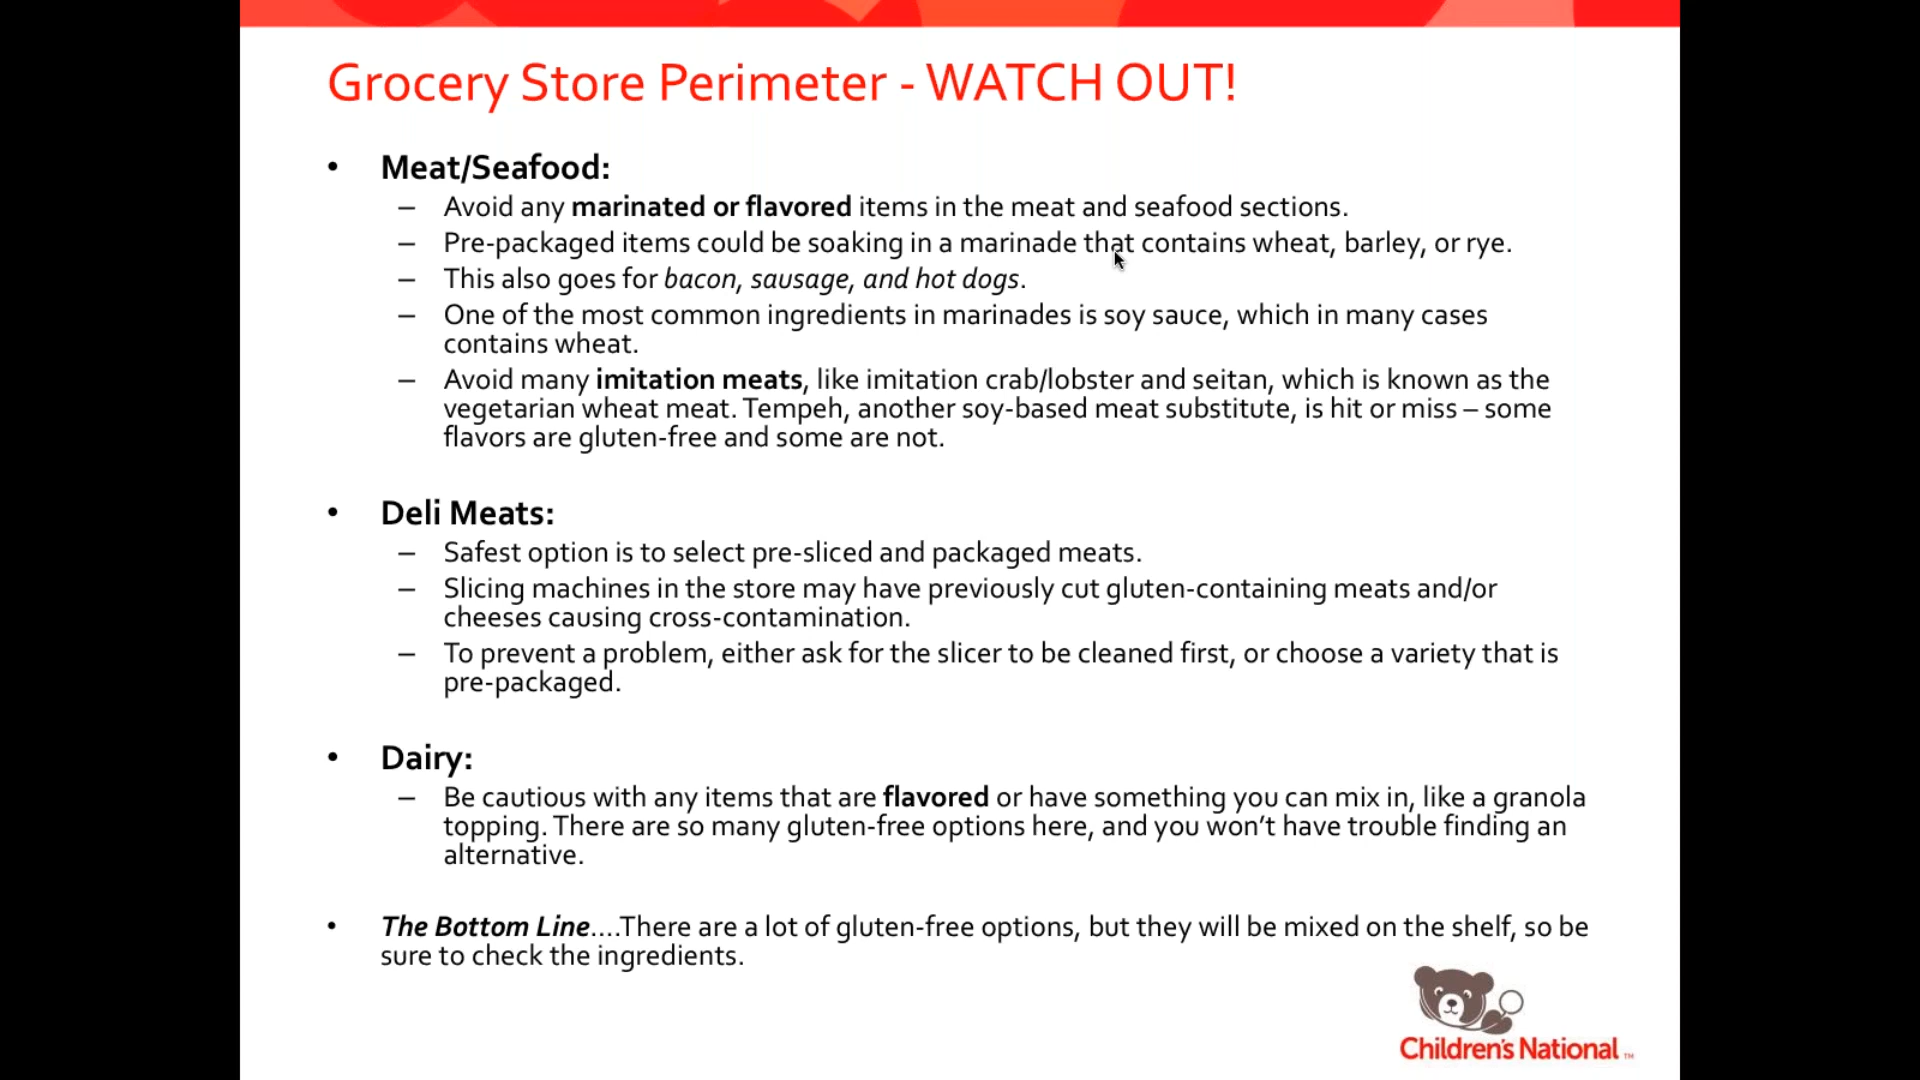 Grocery Store Perimeter - WATCH OUT!
• Meat/Seafood:
– Avoid any marinated or flavored items in the meat and seafood sections.
– Pre-packaged items could be soaking in a marinade that contains wheat, barley, or rye.
– This also goes for bacon, sausage, and hot dogs.
– One of the most common ingredients in marinades is soy sauce, which in many cases
contains wheat.
– Avoid many imitation meats, like imitation crab/lobster and seitan, which is known as the
vegetarian wheat meat. Tempeh, another soy-based meat substitute, is hit or miss – some
flavors are gluten-free and some are not.
• Deli Meats:
– Safest option is to select pre-sliced and packaged meats.
– Slicing machines in the store may have previously cut gluten-containing meats and/or
cheeses causing cross-contamination.
– To prevent a problem, either ask for the slicer to be cleaned first, or choose a variety that is
pre-packaged.
• Dairy:
– Be cautious with any items that are flavored or have something you can mix in, like a granola
topping. There are so many gluten-free options here, and you won’t have trouble finding an
alternative.
• The Bottom Line....There are a lot of gluten-free options, but they will be mixed on the shelf, so be
sure to check the ingredients.
Children's National ™